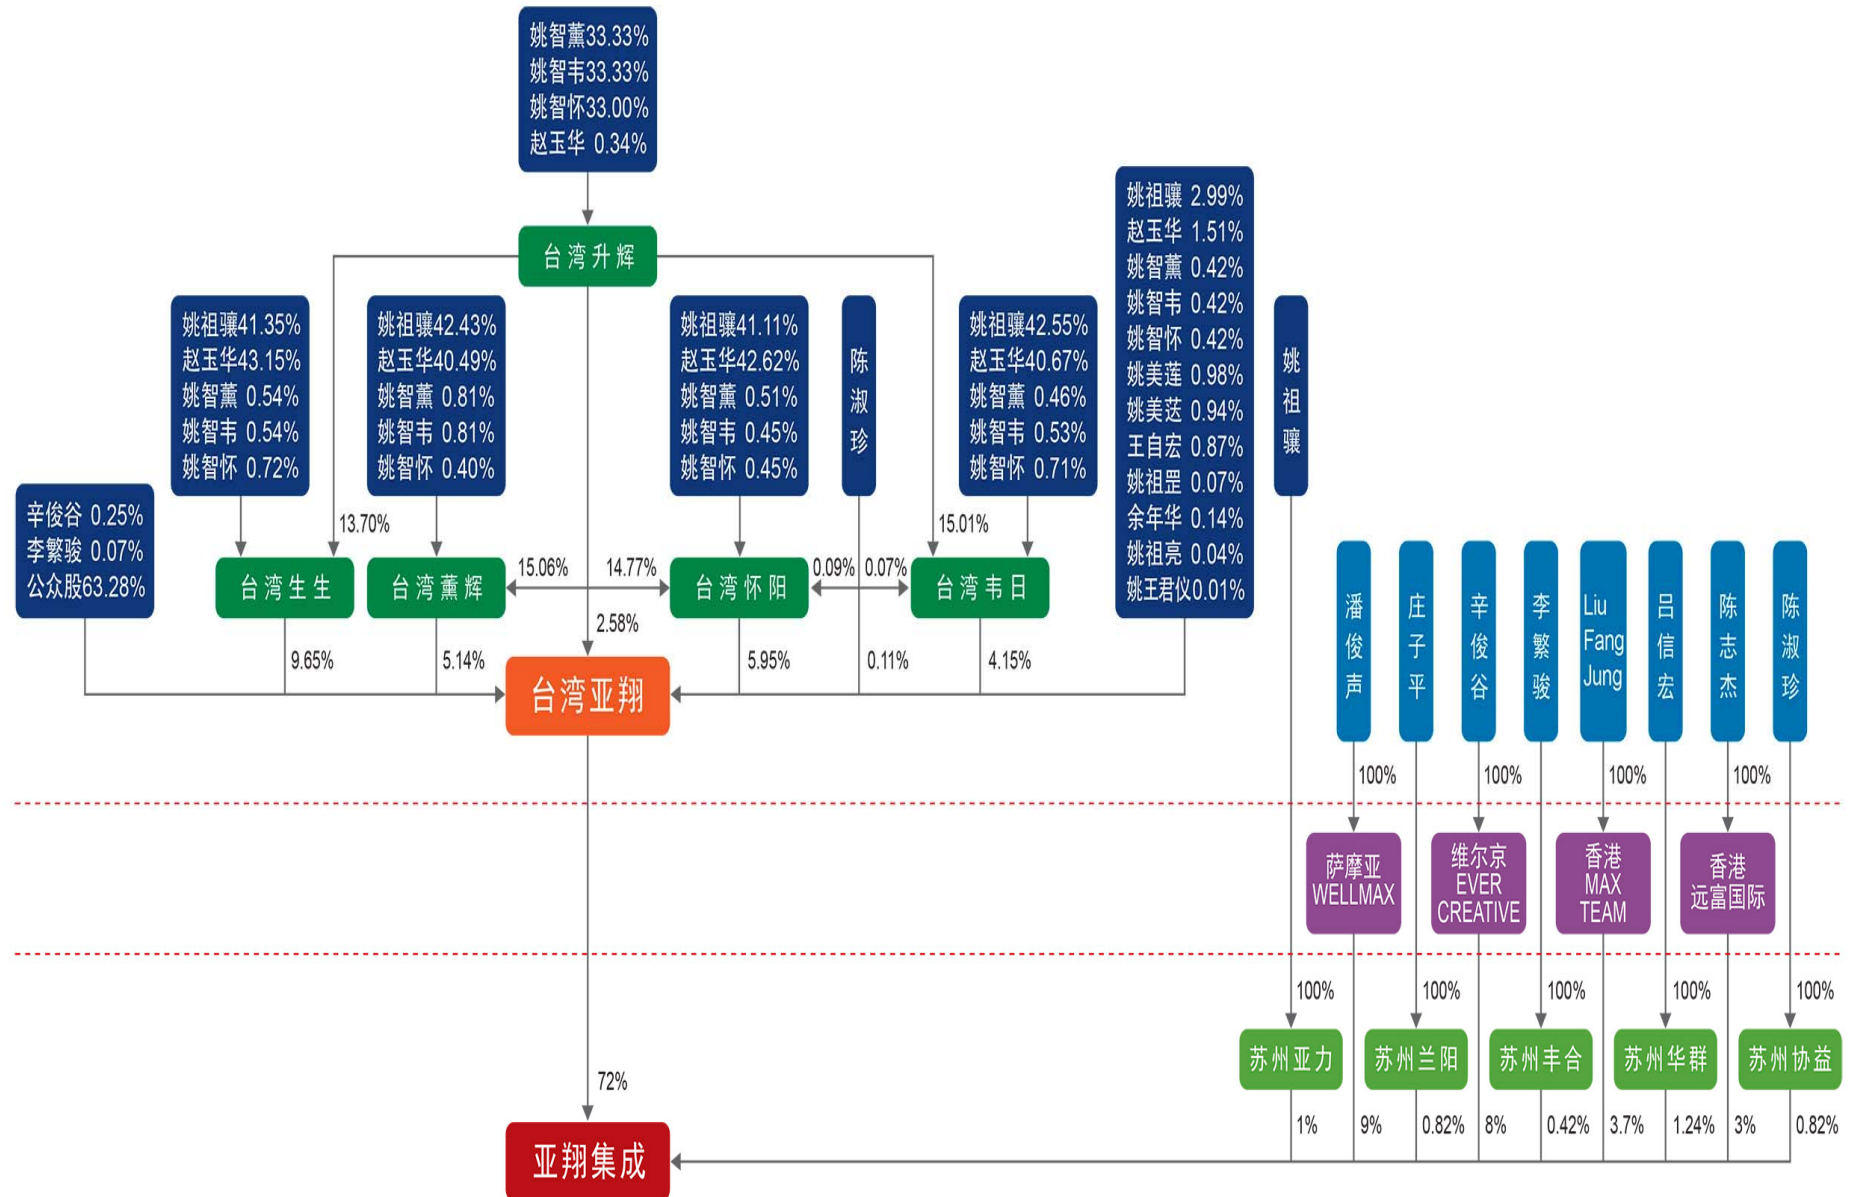 姚智薰33.33%
姚智韦33.33%
姚智怀33.00%
赵玉华 0.34%
台湾升辉
姚祖骧41.35%
赵玉华43.15%
姚智薰 0.54%
姚智韦 0.54%
姚智怀 0.72%
姚祖骧42.43%
赵玉华40.49%
姚智薰 0.81%
姚智韦 0.81%
姚智怀 0.40%
姚祖骧41.11%
赵玉华42.62%
姚智薰 0.51%
姚智韦 0.45%
姚智怀 0.45%
陈淑珍
姚祖骧42.55%
赵玉华40.67%
姚智薰 0.46%
姚智韦 0.53%
姚智怀 0.71%
姚祖骧 2.99%
赵玉华 1.51%
姚智薰 0.42%
姚智韦 0.42%
姚智怀 0.42%
姚美莲 0.98%
姚美莛 0.94%
王自宏 0.87%
姚祖罡 0.07%
余年华 0.14%
姚祖亮 0.04%
姚王君仪0.01%
姚祖骧
辛俊谷 0.25%
李繁骏 0.07%
公众股63.28%
13.70%
15.01%
台湾生生
台湾薰辉
15.06%
14.77%
台湾怀阳
0.09%
0.07%
台湾韦日
2.58%
9.65%
5.14%
5.95%
0.11%
4.15%
台湾亚翔
潘俊声
庄子平
辛俊谷
李繁骏
Liu
Fang
Jung
吕信宏
陈志杰
陈淑珍
100%
100%
100%
100%
萨摩亚
WELLMAX
维尔京
EVER
CREATIVE
香港
MAX
TEAM
香港
远富国际
100%
100%
100%
100%
100%
苏州亚力
苏州兰阳
苏州丰合
苏州华群
苏州协益
72%
1%
9%
0.82%
8%
0.42%
3.7%
1.24%
3%
0.82%
亚翔集成